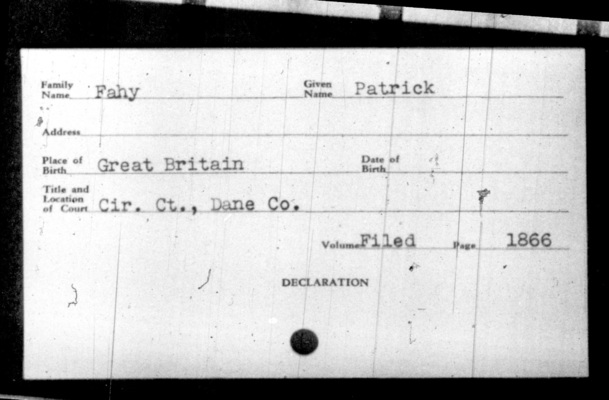 Family Name Fahy Given Name Patrick
Address
Place of Birth Great Britain Date of Birth
Title and Location of Court Cir. Ct., Dane Co.
Volume Filed Page 1866
DECLARATION